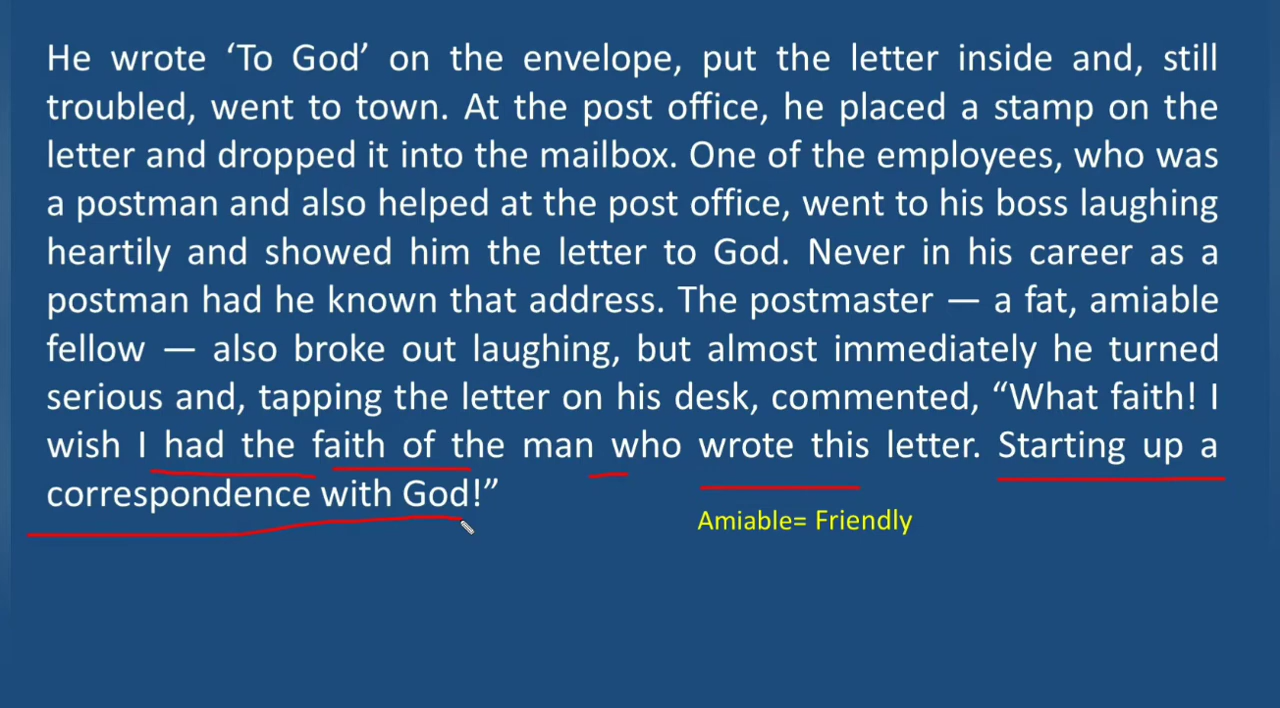 He wrote ‘To God’ on the envelope, put the letter inside and, still
troubled, went to town. At the post office, he placed a stamp on the
letter and dropped it into the mailbox. One of the employees, who was
a postman and also helped at the post office, went to his boss laughing
heartily and showed him the letter to God. Never in his career as a
postman had he known that address. The postmaster — a fat, amiable
fellow — also broke out laughing, but almost immediately he turned
serious and, tapping the letter on his desk, commented, “What faith! I
wish I had the faith of the man who wrote this letter. Starting up a
correspondence with God!”
Amiable= Friendly